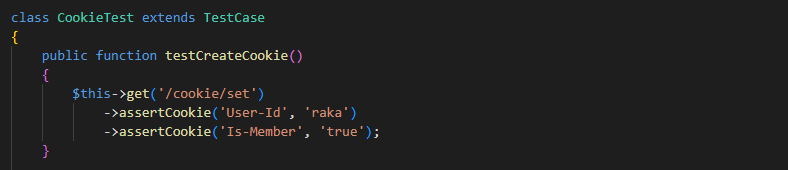 class CookieTest extends TestCase
{
    public function testCreateCookie()
    {
        $this->get('/cookie/set')
            ->assertCookie('User-Id', 'raka')
            ->assertCookie('Is-Member', 'true');
    }